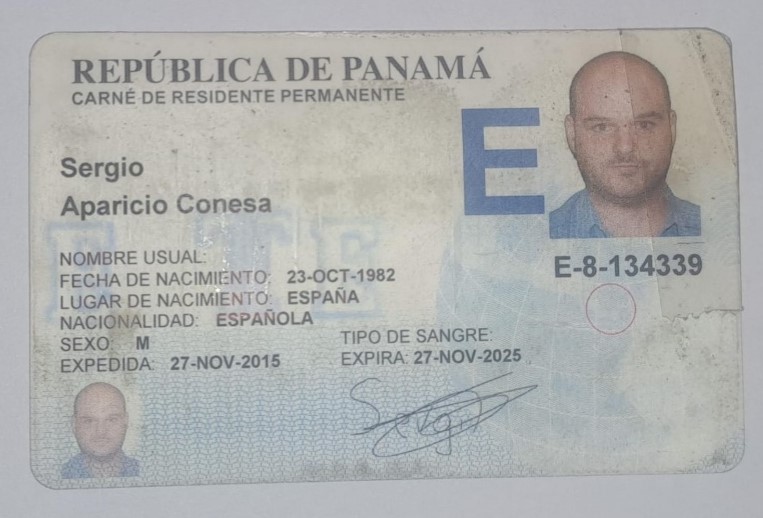 REPÚBLICA DE PANAMÁ
CARNÉ DE RESIDENTE PERMANENTE
E
Sergio
Aparicio Conesa
E-8-134339
NOMBRE USUAL:
FECHA DE NACIMIENTO: 23-OCT-1982
LUGAR DE NACIMIENTO: ESPAÑA
NACIONALIDAD: ESPAÑOLA
SEXO: M
TIPO DE SANGRE:
EXPEDIDA: 27-NOV-2015
EXPIRA: 27-NOV-2025